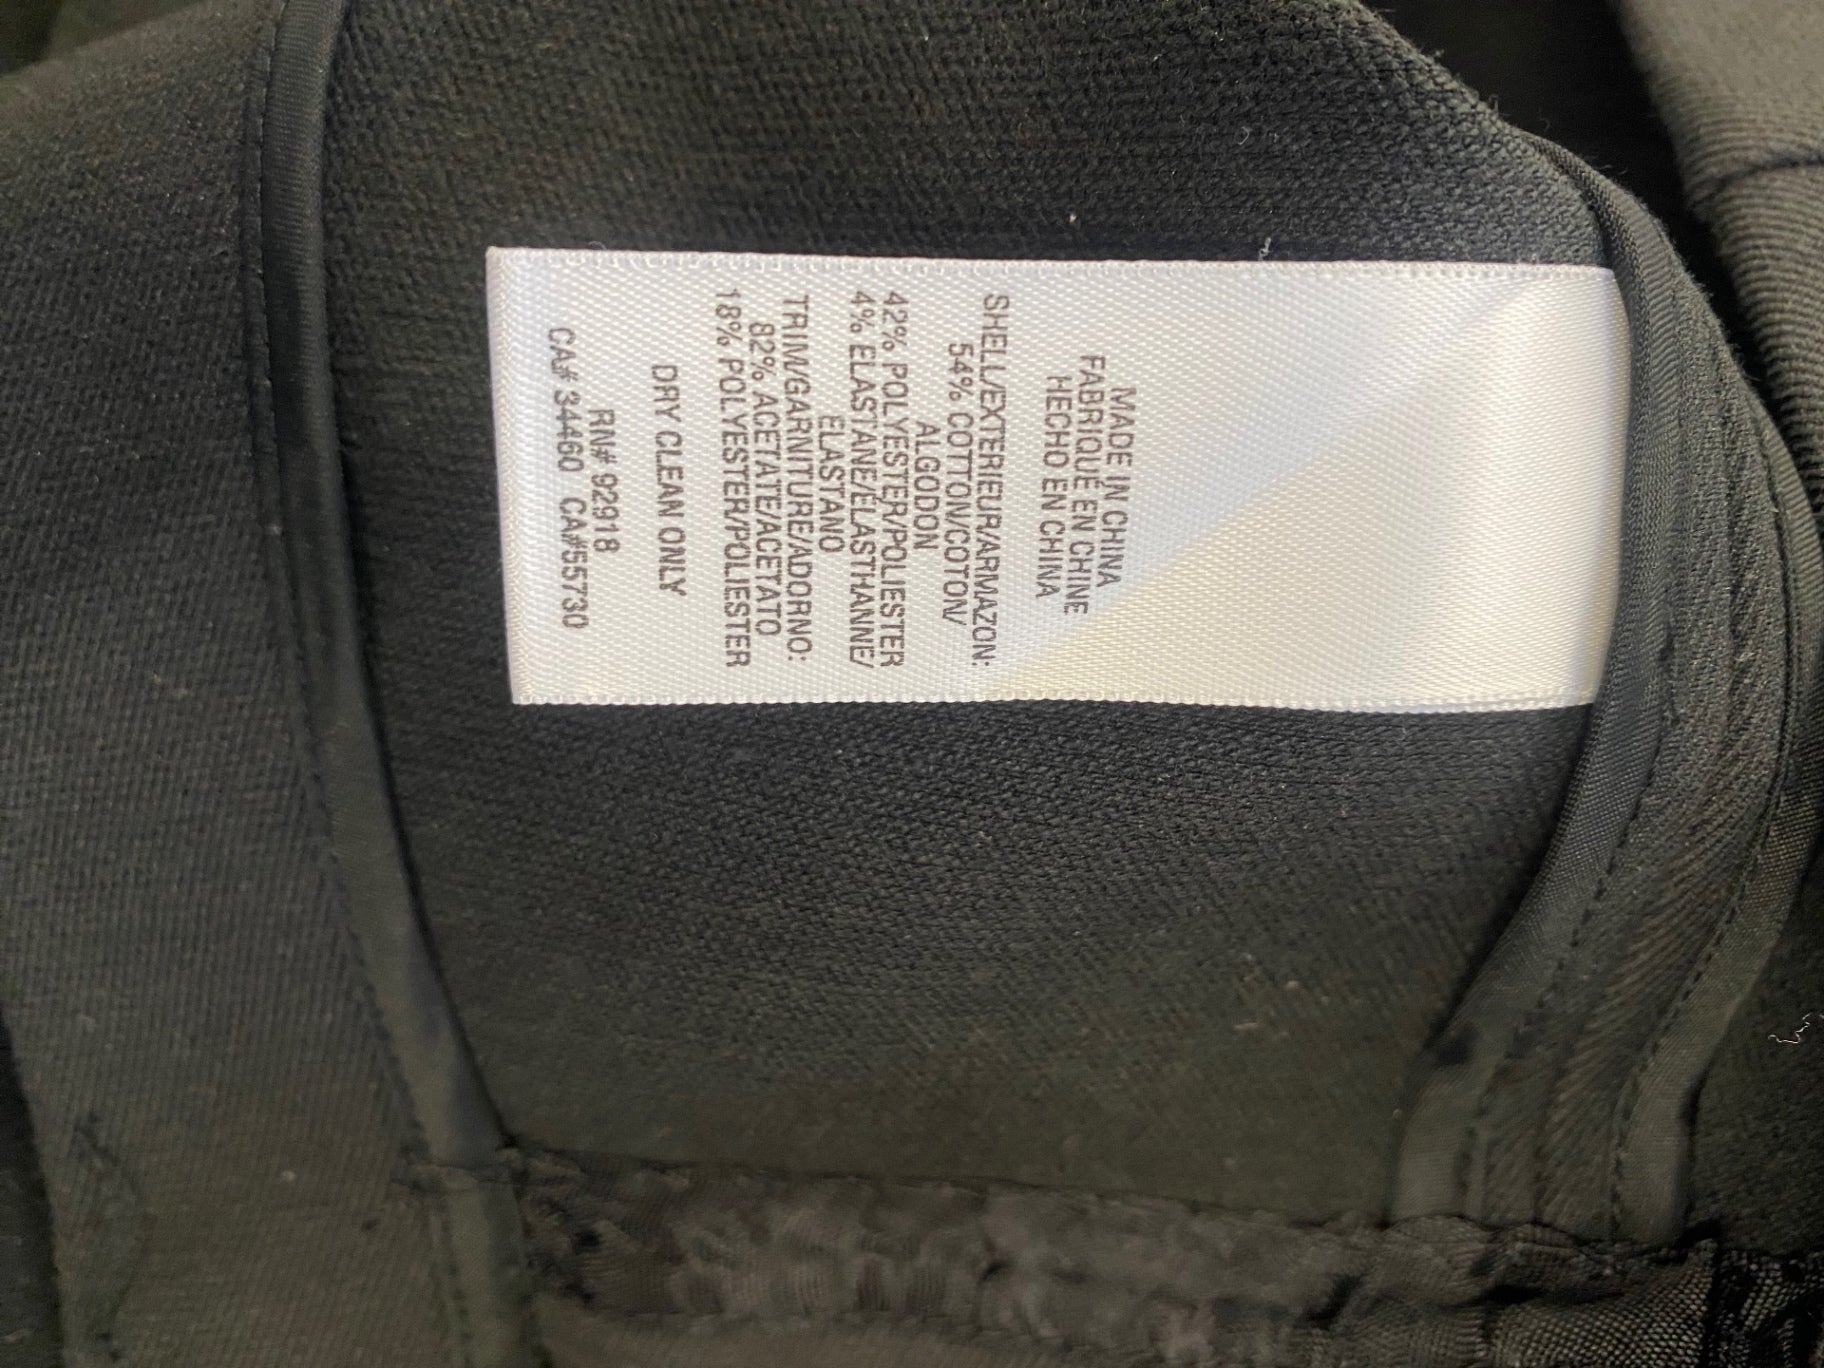 MADE IN CHINA
FABRIQUÉ EN CHINE
HECHO EN CHINA
SHELL/EXTERIEUR/ARMAZON:
54% COTTON/COTON/
ALGODON
42% POLYESTER/POLIESTER
4% ELASTANE/ÉLASTHANNE/
ELASTANO
TRIM/GARNITURE/ADORNO:
82% ACETATE/ACETATO
18% POLYESTER/POLIESTER
DRY CLEAN ONLY
RN# 92918
CA# 34460 CA#55730